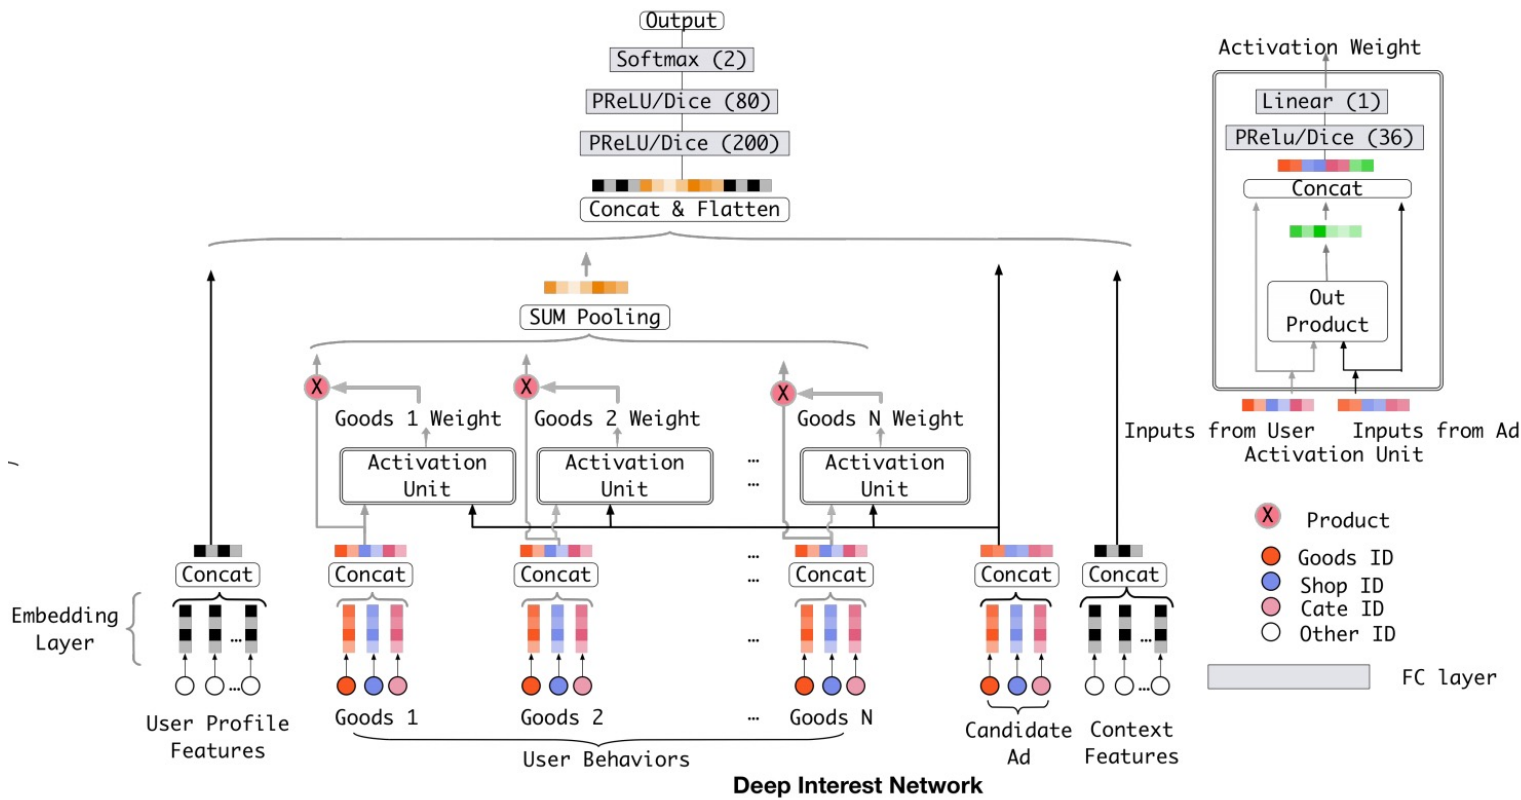 Output
Softmax (2)
PReLU/Dice (80)
PReLU/Dice (200)
Concat & Flatten
SUM Pooling
X
X
X
Goods 1 Weight
Goods 2 Weight
Goods N Weight
Activation
Unit
Activation
Unit
...
...
Activation
Unit
Concat
Concat
Concat
...
...
Concat
Concat
Concat
Embedding
Layer
...
...
...
User Profile
Features
Goods 1
Goods 2
...
Goods N
User Behaviors
Candidate
Ad
...
...
Context
Features
Deep Interest Network
Activation Weight
Linear (1)
PRelu/Dice (36)
Concat
Out
Product
Inputs from User
Inputs from Ad
Activation Unit
X
Product
Goods ID
Shop ID
Cate ID
Other ID
FC layer